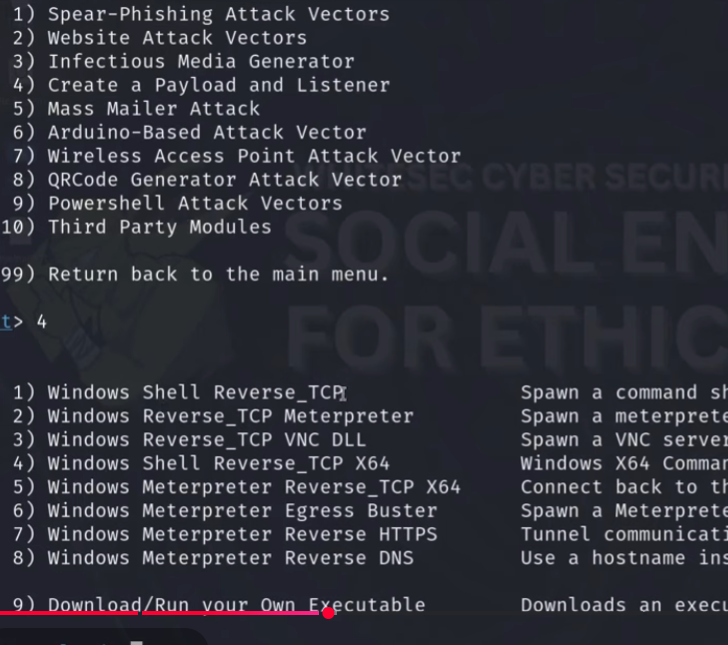 1) Spear-Phishing Attack Vectors
2) Website Attack Vectors
3) Infectious Media Generator
4) Create a Payload and Listener
5) Mass Mailer Attack
6) Arduino-Based Attack Vector
7) Wireless Access Point Attack Vector
8) QRCode Generator Attack Vector
9) Powershell Attack Vectors
10) Third Party Modules
99) Return back to the main menu.
t> 4
1) Windows Shell Reverse_TCP Spawn a command sh
2) Windows Reverse_TCP Meterpreter Spawn a meterprete
3) Windows Reverse_TCP VNC DLL Spawn a VNC server
4) Windows Shell Reverse_TCP X64 Windows X64 Comman
5) Windows Meterpreter Reverse_TCP X64 Connect back to th
6) Windows Meterpreter Egress Buster Spawn a Meterprete
7) Windows Meterpreter Reverse HTTPS Tunnel communicati
8) Windows Meterpreter Reverse DNS Use a hostname ins
9) Download/Run your Own Executable Downloads an execu
SEC CYBER SECURI
SOCIAL EN
FOR ETHIC